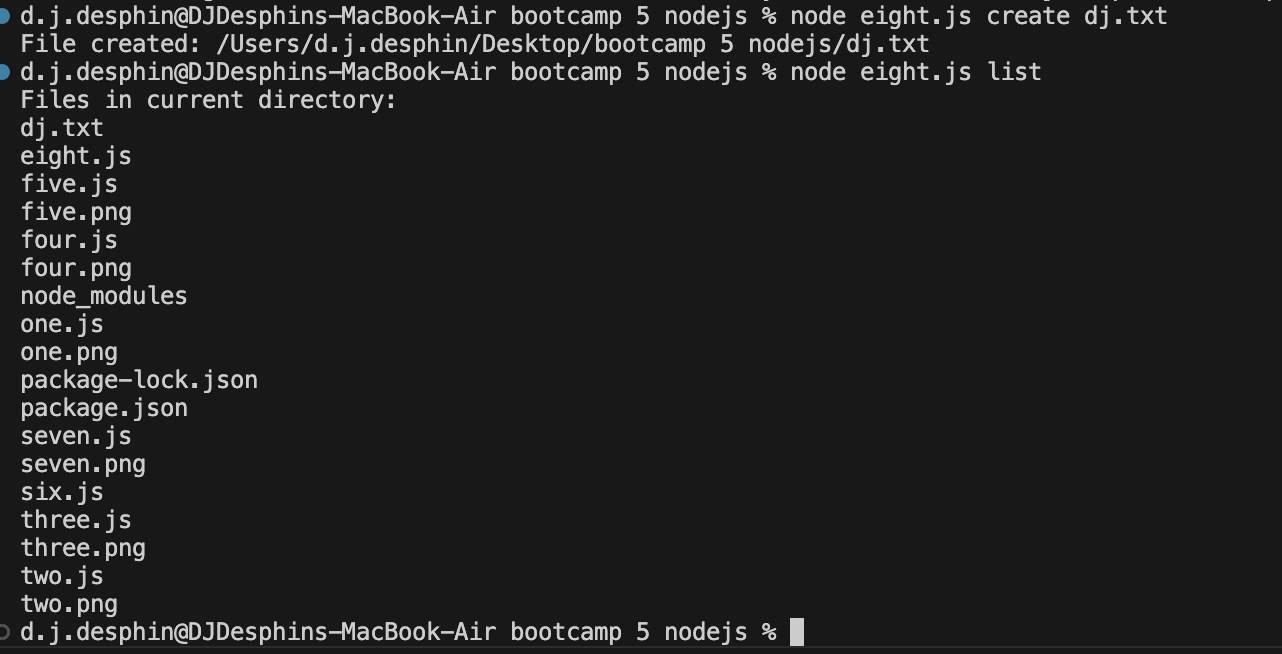 d.j.desphin@DJDesphins-MacBook-Air bootcamp 5 nodejs % node eight.js create dj.txt
File created: /Users/d.j.desphin/Desktop/bootcamp 5 nodejs/dj.txt
d.j.desphin@DJDesphins-MacBook-Air bootcamp 5 nodejs % node eight.js list
Files in current directory:
dj.txt
eight.js
five.js
five.png
four.js
four.png
node_modules
one.js
one.png
package-lock.json
package.json
seven.js
seven.png
six.js
three.js
three.png
two.js
two.png
d.j.desphin@DJDesphins-MacBook-Air bootcamp 5 nodejs %